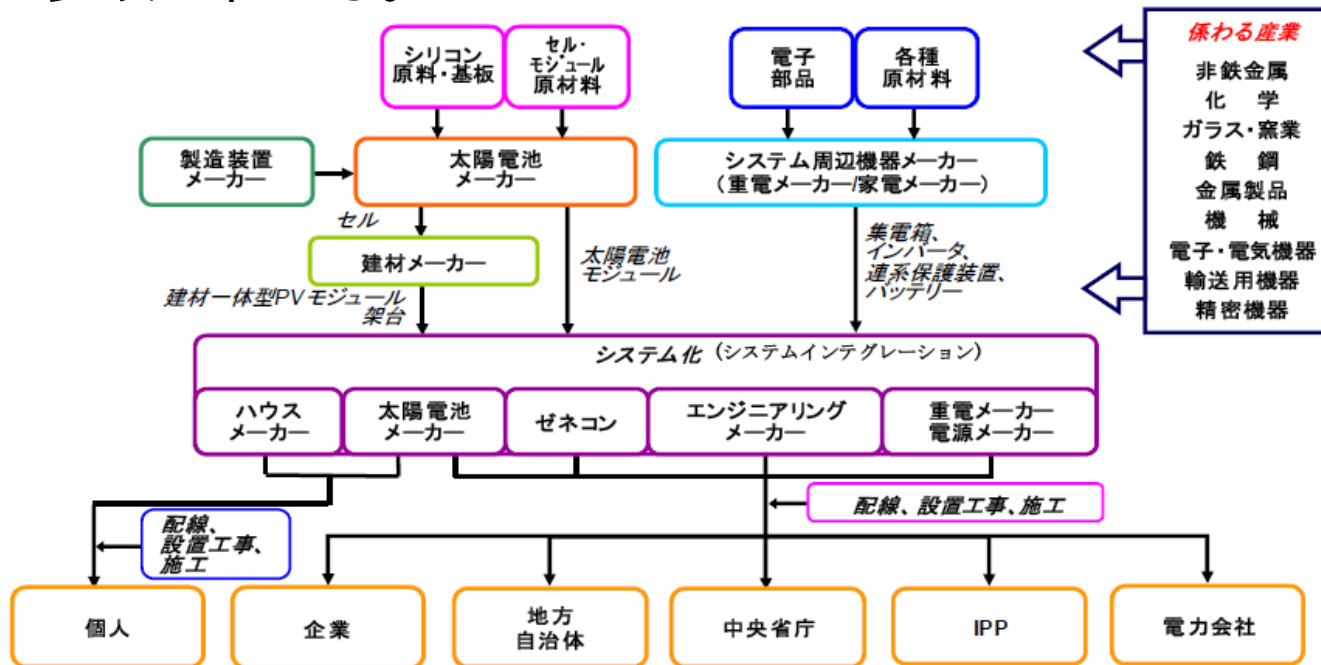 シリコン
原料・基板
セル・
モジュール
原材料
電子
部品
各種
原材料
係わる産業
非鉄金属
化 学
ガラス・窯業
鉄 鋼
金属製品
機 械
電子・電気機器
輸送用機器
精密機器
製造装置
メーカー
太陽電池
メーカー
システム周辺機器メーカー
(重電メーカー/家電メーカー)
セル
建材メーカー
太陽電池
モジュール
集電箱、
インバータ、
連系保護装置、
バッテリー
建材一体型PVモジュール
架台
システム化 (システムインテグレーション)
ハウス
メーカー
太陽電池
メーカー
ゼネコン
エンジニアリング
メーカー
重電メーカー
電源メーカー
配線、
設置工事、
施工
配線、設置工事、施工
個人
企業
地方
自治体
中央省庁
IPP
電力会社